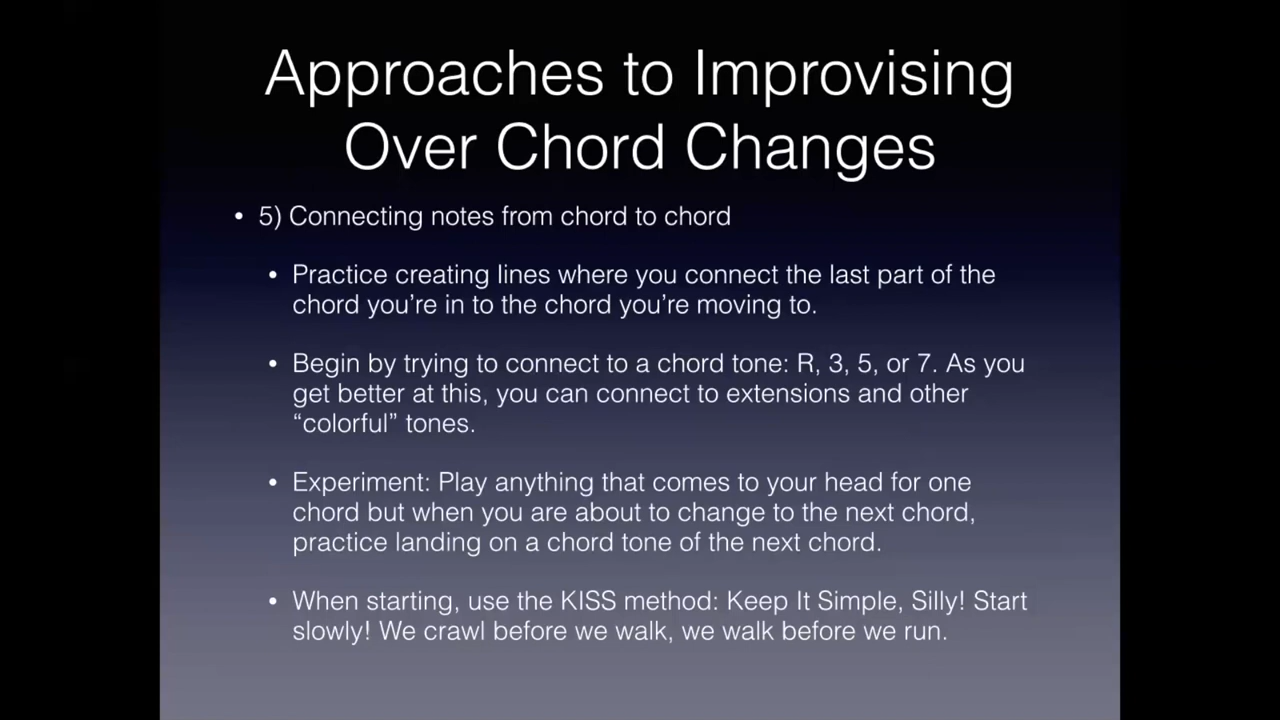 Approaches to Improvising
Over Chord Changes
• 5) Connecting notes from chord to chord
• Practice creating lines where you connect the last part of the
chord you’re in to the chord you’re moving to.
• Begin by trying to connect to a chord tone: R, 3, 5, or 7. As you
get better at this, you can connect to extensions and other
“colorful” tones.
• Experiment: Play anything that comes to your head for one
chord but when you are about to change to the next chord,
practice landing on a chord tone of the next chord.
• When starting, use the KISS method: Keep It Simple, Silly! Start
slowly! We crawl before we walk, we walk before we run.